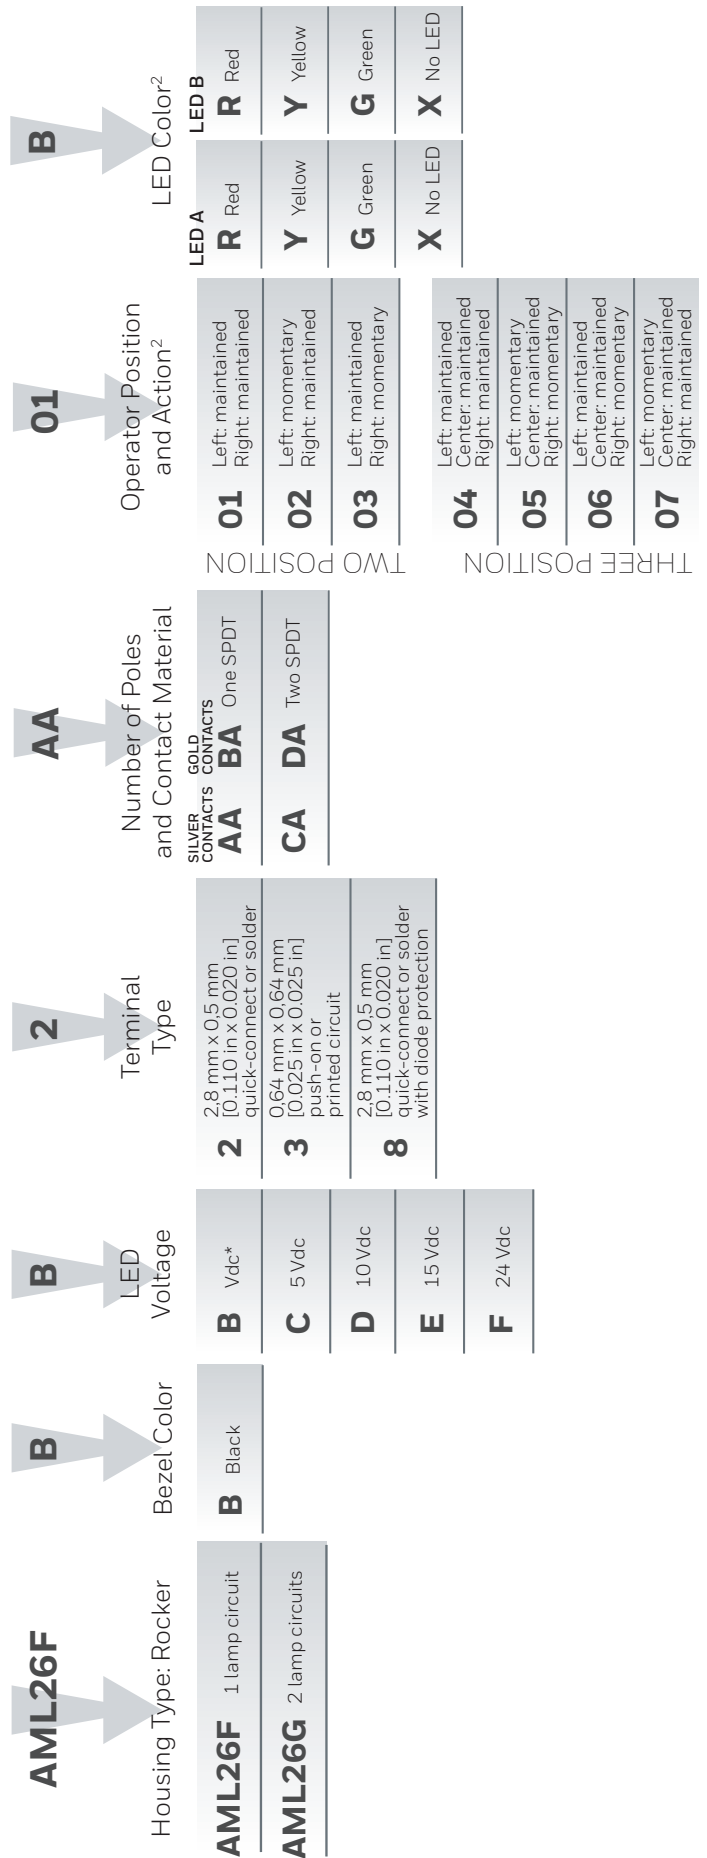 AML26F
B
B
2
AA
01
B
Housing Type: Rocker
AML26F 1 lamp circuit
AML26G 2 lamp circuits
Bezel Color
B Black
LED
Voltage
B Vdc*
C 5 Vdc
D 10 Vdc
E 15 Vdc
F 24 Vdc
Terminal
Type
2 2,8 mm x 0,5 mm
[0.110 in x 0.020 in]
quick-connect or solder
3 0,64 mm x 0,64 mm
[0.025 in x 0.025 in]
push-on or
printed circuit
8 2,8 mm x 0,5 mm
[0.110 in x 0.020 in]
quick-connect or solder
with diode protection
Number of Poles
and Contact Material
SILVER
CONTACTS
GOLD
CONTACTS
AA BA One SPDT
CA DA Two SPDT
Operator Position
and Action²
TWO POSITION
01 Left: maintained
Right: maintained
02 Left: momentary
Right: maintained
03 Left: maintained
Right: momentary
THREE POSITION
04 Left: maintained
Center: maintained
Right: maintained
05 Left: momentary
Center: maintained
Right: momentary
06 Left: maintained
Center: maintained
Right: momentary
07 Left: momentary
Center: maintained
Right: maintained
LED Color²
LED A
R Red
Y Yellow
G Green
X No LED
LED B
R Red
Y Yellow
G Green
X No LED